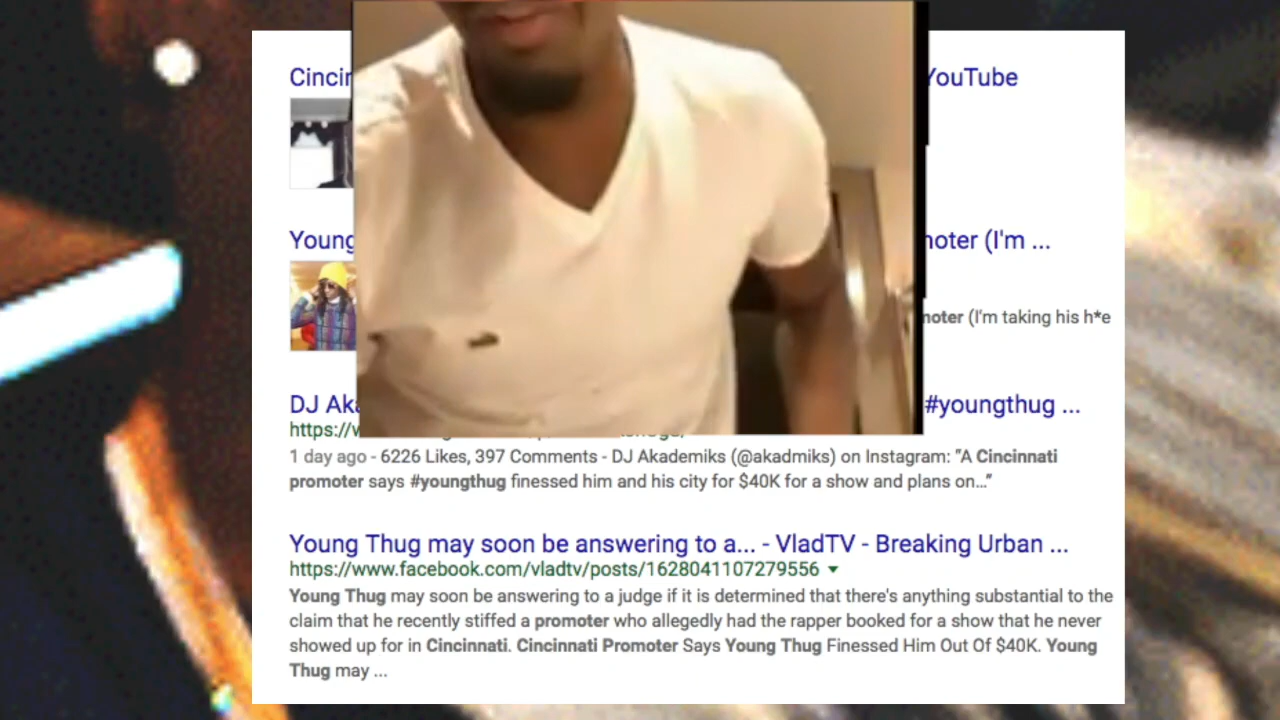 YouTube
Young
(I'm ...
(I'm taking his h*e
DJ
#youngthug ...
1 day ago - 6226 Likes, 397 Comments - DJ Akademiks (@akadmiks) on Instagram: “A Cincinnati
promoter says #youngthug finessed him and his city for $40K for a show and plans on…”
Young Thug may soon be answering to a... - VladTV - Breaking Urban ...
https://www.facebook.com/vladtv/posts/1628041107279556
Young Thug may soon be answering to a judge if it is determined that there's anything substantial to the
claim that he recently stiffed a promoter who allegedly had the rapper booked for a show that he never
showed up for in Cincinnati. Cincinnati Promoter Says Young Thug Finessed Him Out Of $40K. Young
Thug may ...